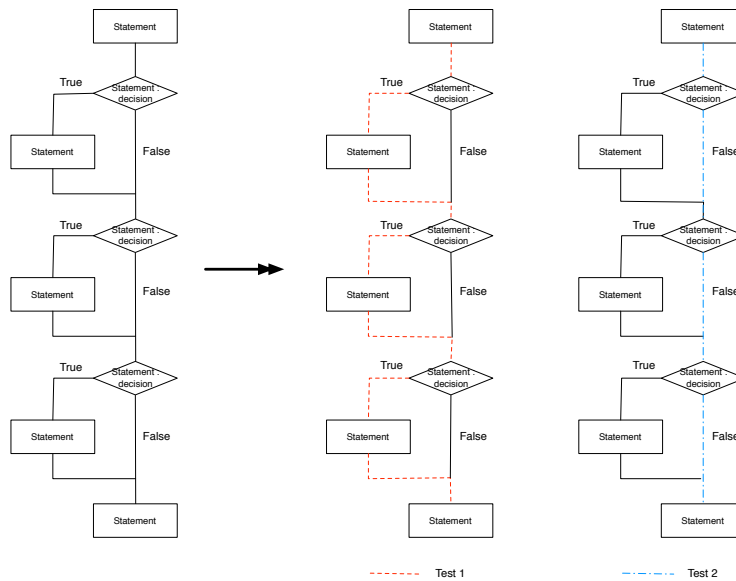 Statement
Statement
Statement
True
Statement :
decision
True
Statement :
decision
True
Statement :
decision
Statement
False
Statement
False
Statement
False
True
Statement :
decision
True
Statement :
decision
True
Statement :
decision
Statement
False
Statement
False
Statement
False
True
Statement :
decision
True
Statement :
decision
True
Statement :
decision
Statement
False
Statement
False
Statement
False
Statement
Statement
Statement
Test 1
Test 2